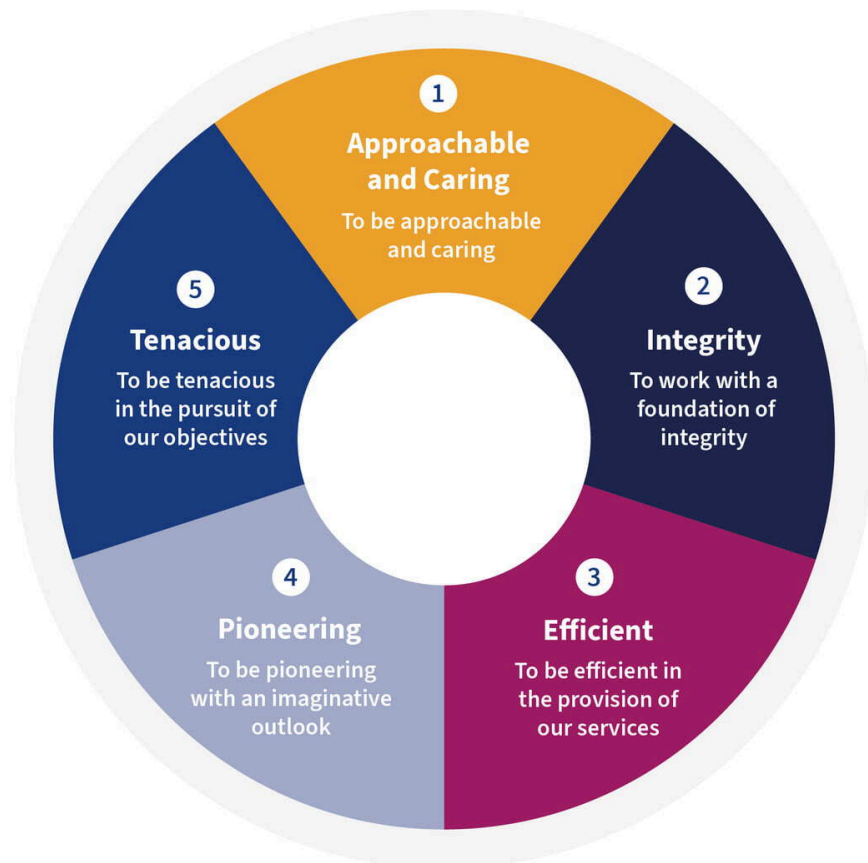 1
Approachable
and Caring
To be approachable
and caring
2
Integrity
To work with a
foundation of
integrity
3
Efficient
To be efficient in
the provision of
our services
4
Pioneering
To be pioneering
with an imaginative
outlook
5
Tenacious
To be tenacious
in the pursuit of
our objectives